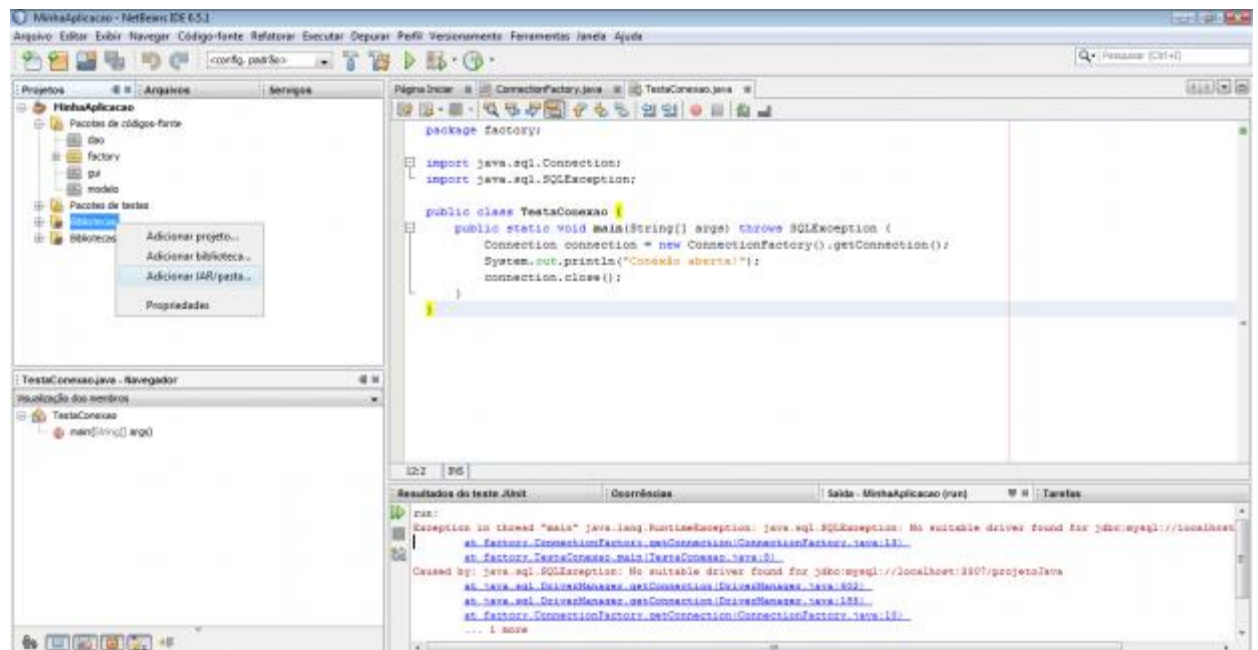 MinhaAplicacao - NetBeans IDE 6.5.1
Arquivo Editar Exibir Navegar Código-fonte Refatorar Executar Depurar Perfil Versionamento Ferramentas Janela Ajuda
<config. padrão>
Pesquisar (Ctrl+I)
Projetos Arquivos Serviços
MinhaAplicacao
Pacotes de códigos-fonte
dao
factory
gui
modelo
Pacotes de testes
Bibliotecas
Bibliotecas
Adicionar projeto...
Adicionar biblioteca...
Adicionar JAR/pasta...
Propriedades
TestaConexao.java - Navegador
Visualização dos membros
TestaConexao
main(String[] args)
Página Iniciar ConnectionFactory.java TestaConexao.java
package factory;
import java.sql.Connection;
import java.sql.SQLException;
public class TestaConexao {
public static void main(String[] args) throws SQLException {
Connection connection = new ConnectionFactory().getConnection();
System.out.println("Conexão aberta!");
connection.close();
}
}
12:2 INS
Resultados do teste JUnit Ocorrências Saída - MinhaAplicacao (run) Tarefas
run:
Exception in thread "main" java.lang.RuntimeException: java.sql.SQLException: No suitable driver found for jdbc:mysql://localhost
at factory.ConnectionFactory.getConnection(ConnectionFactory.java:
at factory.TestaConexao.main(TestaConexao.java:8)
Caused by: java.sql.SQLException: No suitable driver found for jdbc:mysql://localhost:3307/projetoJava
at java.sql.DriverManager.getConnection(DriverManager.java:
at java.sql.DriverManager.getConnection(DriverManager.java:
at factory.ConnectionFactory.getConnection(ConnectionFactory.java:
... 1 more